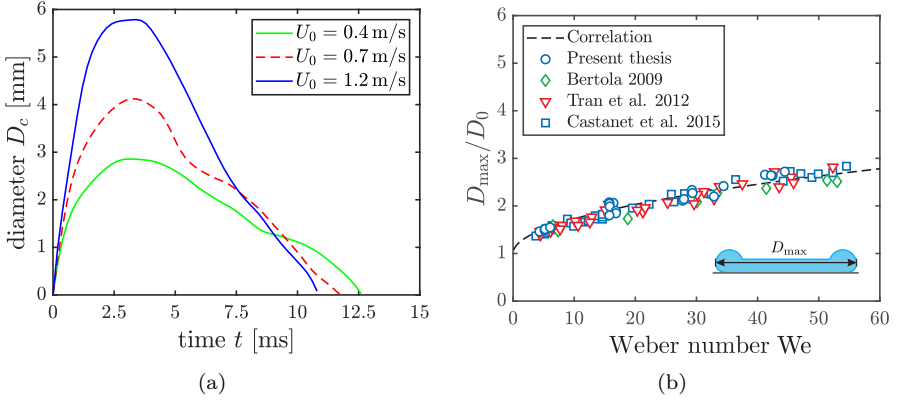 diameter D_c [mm]
6
5
4
3
2
1
0
U_0 = 0.4 m/s
U_0 = 0.7 m/s
U_0 = 1.2 m/s
0 2.5 5 7.5 10 12.5 15
time t [ms]
(a)
D_max/D_0
6
5
4
3
2
1
0
Correlation
Present thesis
Bertola 2009
Tran et al. 2012
Castanet et al. 2015
D_max
0 10 20 30 40 50 60
Weber number We
(b)